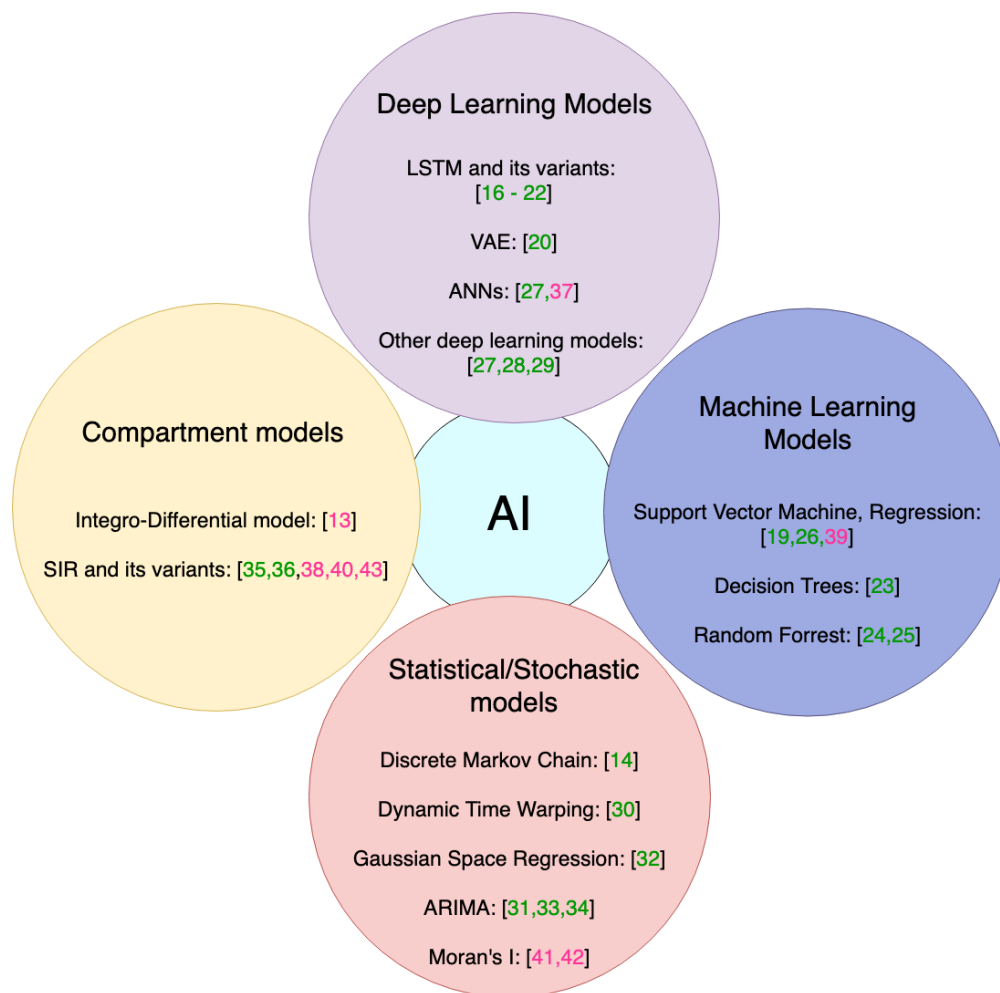 Deep Learning Models
LSTM and its variants:
[16 - 22]
VAE: [20]
ANNs: [27,37]
Other deep learning models:
[27,28,29]
Compartment models
Integro-Differential model: [13]
SIR and its variants: [35,36,38,40,43]
AI
Machine Learning
Models
Support Vector Machine, Regression:
[19,26,39]
Decision Trees: [23]
Random Forrest: [24,25]
Statistical/Stochastic
models
Discrete Markov Chain: [14]
Dynamic Time Warping: [30]
Gaussian Space Regression: [32]
ARIMA: [31,33,34]
Moran's I: [41,42]